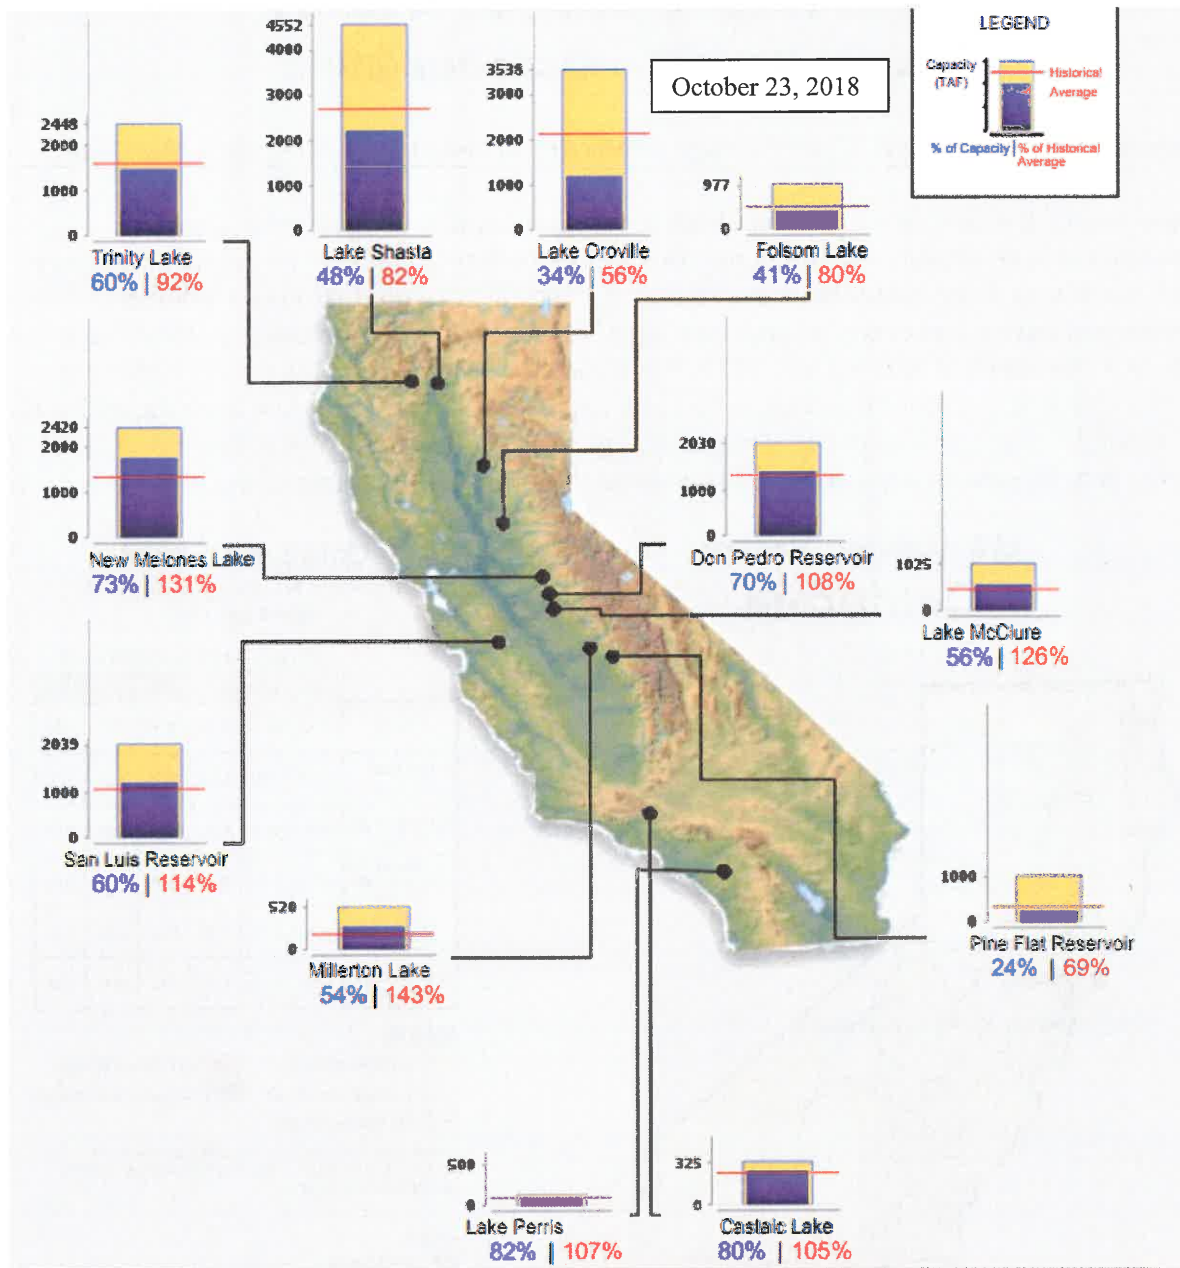 4552
4000
3000
2000
1000
0
Lake Shasta
48% | 82%
3538
3000
2000
1000
0
Lake Oroville
34% | 56%
October 23, 2018
LEGEND
Capacity
(TAF)
Historical
Average
% of Capacity | % of Historical
Average
2448
2000
1000
0
Trinity Lake
60% | 92%
977
0
Folsom Lake
41% | 80%
2420
2000
1000
0
New Melones Lake
73% | 131%
2030
1000
0
Don Pedro Reservoir
70% | 108%
1025
0
Lake McClure
56% | 126%
2039
1000
0
San Luis Reservoir
60% | 114%
520
0
Millerton Lake
54% | 143%
1000
0
Pine Flat Reservoir
24% | 69%
500
0
Lake Perris
82% | 107%
325
0
Castaic Lake
80% | 105%